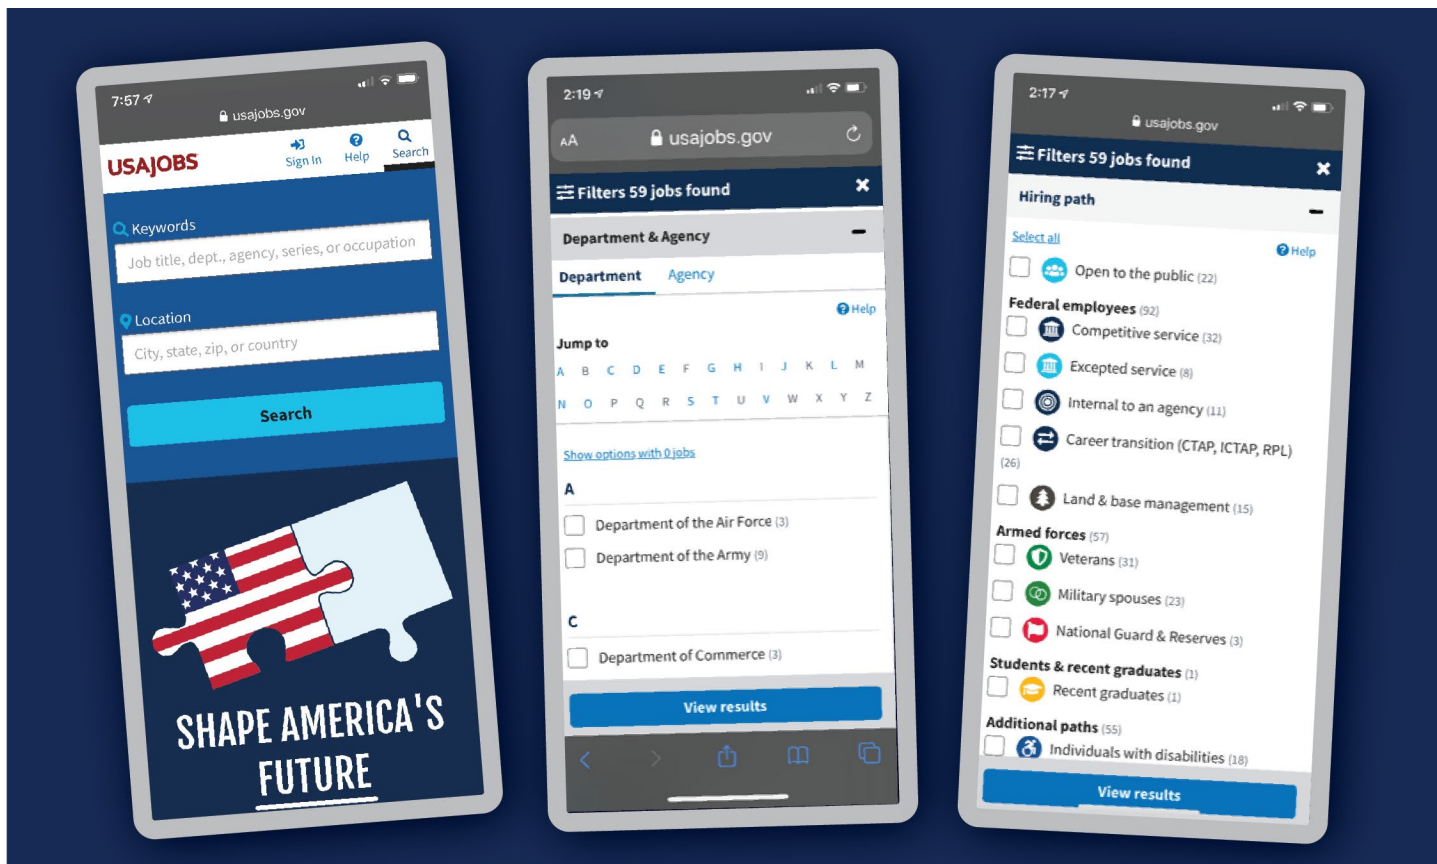 7:57
usajobs.gov
USAJOBS
Sign In
Help
Search
Keywords
Job title, dept., agency, series, or occupation
Location
City, state, zip, or country
Search
SHAPE AMERICA'S
FUTURE
2:19
AA
usajobs.gov
Filters 59 jobs found
Department & Agency
Department Agency
Help
Jump to
A B C D E F G H I J K L M
N O P Q R S T U V W X Y Z
Show options with 0 jobs
A
Department of the Air Force (3)
Department of the Army (9)
C
Department of Commerce (3)
View results
2:17
usajobs.gov
Filters 59 jobs found
Hiring path
Select all
Help
Open to the public (22)
Federal employees (92)
Competitive service (32)
Excepted service (8)
Internal to an agency (11)
Career transition (CTAP, ICTAP, RPL)
(26)
Land & base management (15)
Armed forces (57)
Veterans (31)
Military spouses (23)
National Guard & Reserves (3)
Students & recent graduates (1)
Recent graduates (1)
Additional paths (55)
Individuals with disabilities (18)
View results